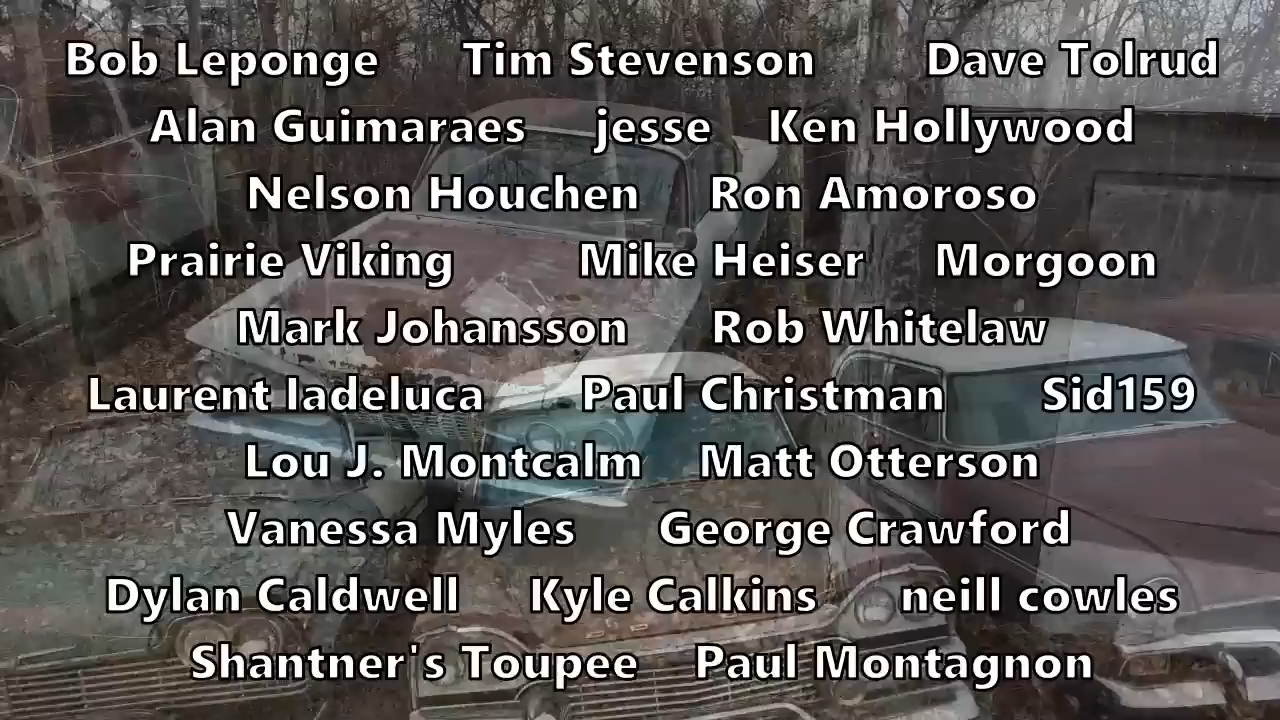 Bob Leponge Tim Stevenson Dave Tolrud
Alan Guimaraes jesse Ken Hollywood
Nelson Houchen Ron Amoroso
Prairie Viking Mike Heiser Morgoon
Mark Johansson Rob Whitelaw
Laurent Iadeluca Paul Christman Sid159
Lou J. Montcalm Matt Otterson
Vanessa Myles George Crawford
Dylan Caldwell Kyle Calkins neill cowles
Shantner's Toupee Paul Montagnon